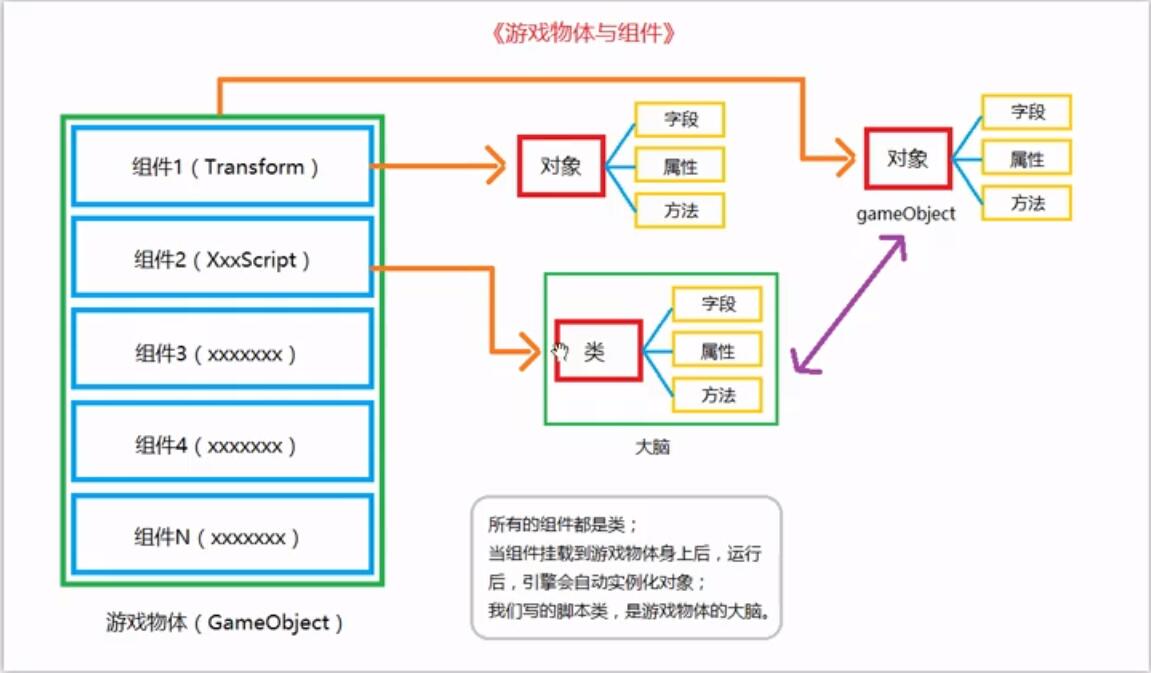 《游戏物体与组件》
组件1（Transform）
组件2（XxxScript）
组件3（xxxxxxx）
组件4（xxxxxxx）
组件N（xxxxxxx）
游戏物体（GameObject）
对象
字段
属性
方法
对象
gameObject
字段
属性
方法
类
字段
属性
方法
大脑
所有的组件都是类；
当组件挂载到游戏物体身上后，运行
后，引擎会自动实例化对象；
我们写的脚本类，是游戏物体的大脑。